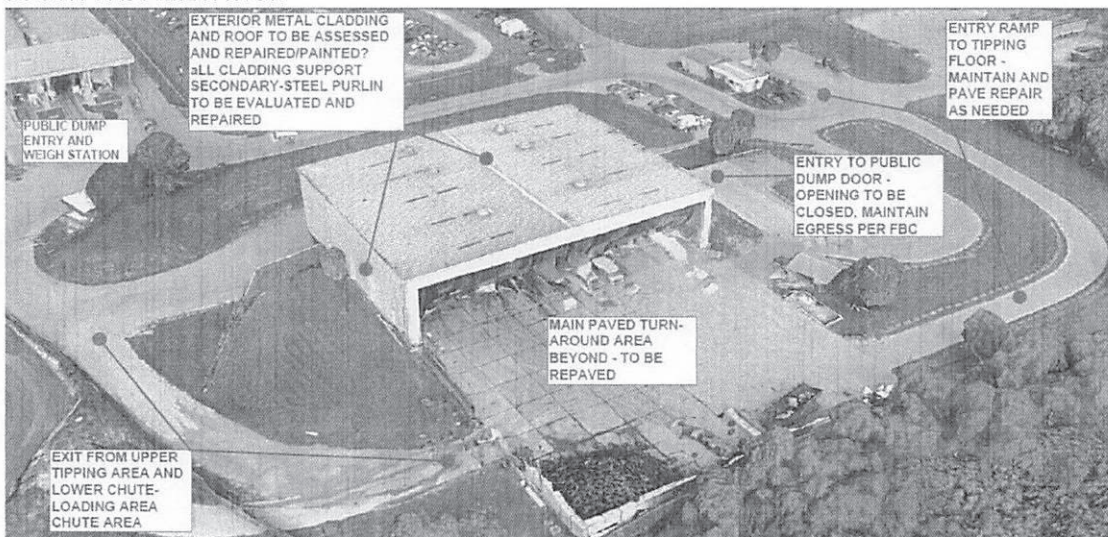 EXTERIOR METAL CLADDING
AND ROOF TO BE ASSESSED
AND REPAIRED/PAINTED?
aLL CLADDING SUPPORT
SECONDARY-STEEL PURLIN
TO BE EVALUATED AND
REPAIRED
ENTRY RAMP
TO TIPPING
FLOOR -
MAINTAIN AND
PAVE REPAIR
AS NEEDED
PUBLIC DUMP
ENTRY AND
WEIGH STATION
ENTRY TO PUBLIC
DUMP DOOR -
OPENING TO BE
CLOSED, MAINTAIN
EGRESS PER FBC
MAIN PAVED TURN-
AROUND AREA
BEYOND - TO BE
REPAVED
EXIT FROM UPPER
TIPPING AREA AND
LOWER CHUTE-
LOADING AREA
CHUTE AREA